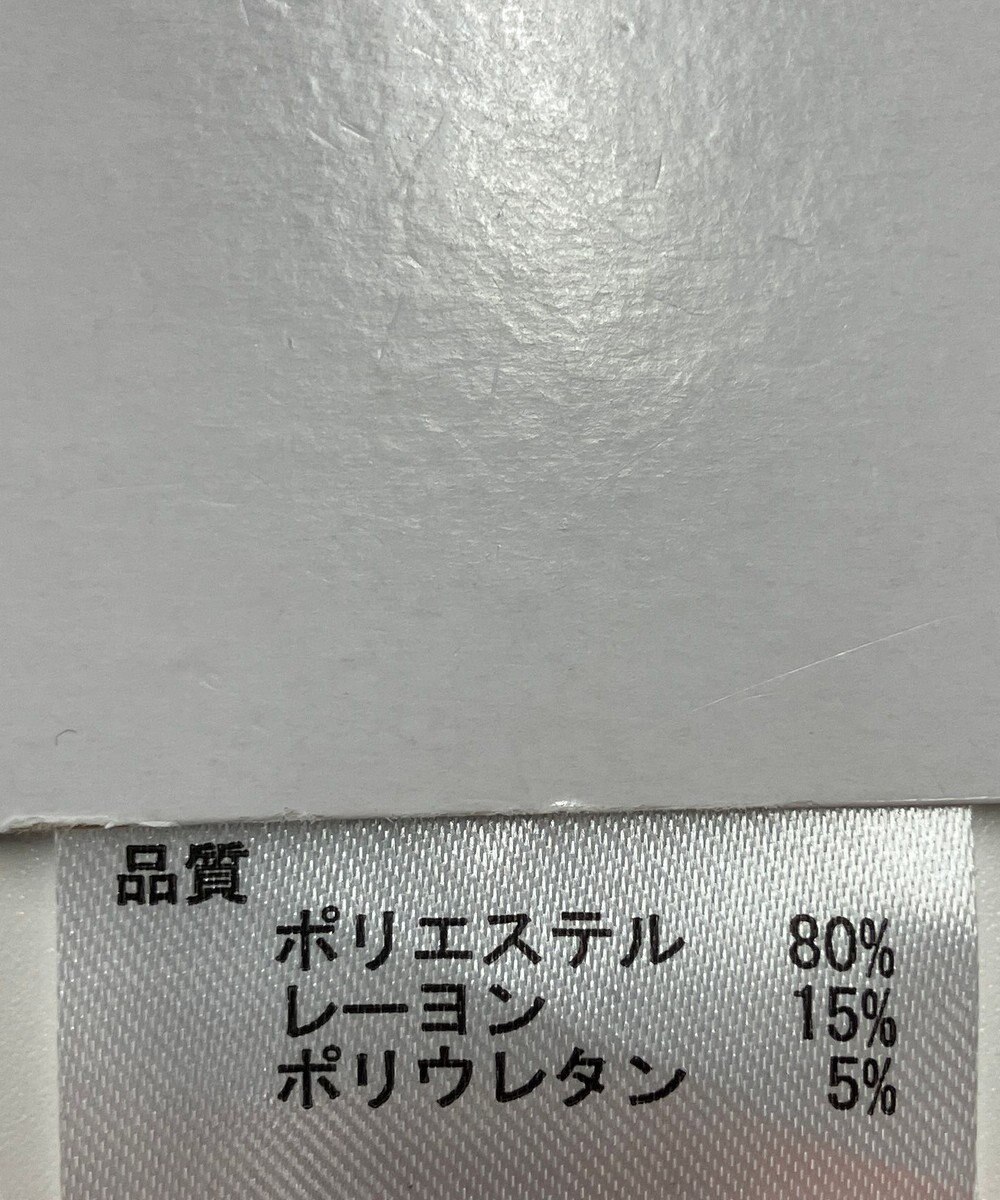 品質
ポリエステル 80%
レーヨン 15%
ポリウレタン 5%